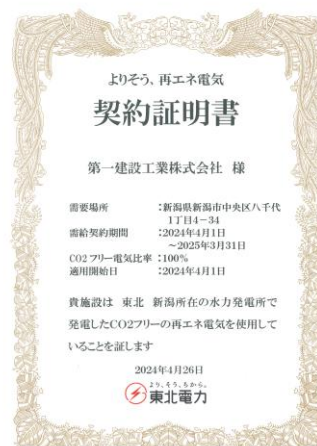 よりそう、再エネ電気
契約証明書
第一建設工業株式会社 様
需要場所 :新潟県新潟市中央区八千代
1丁目4-34
需給契約期間 :2024年4月1日
~2025年3月31日
CO2フリー電気比率 :100%
適用開始日 :2024年4月1日
貴施設は 東北 新潟所在の水力発電所で
発電したCO2フリーの再エネ電気を使用して
いることを証します
2024年4月26日
より、そう、ちから。
東北電力